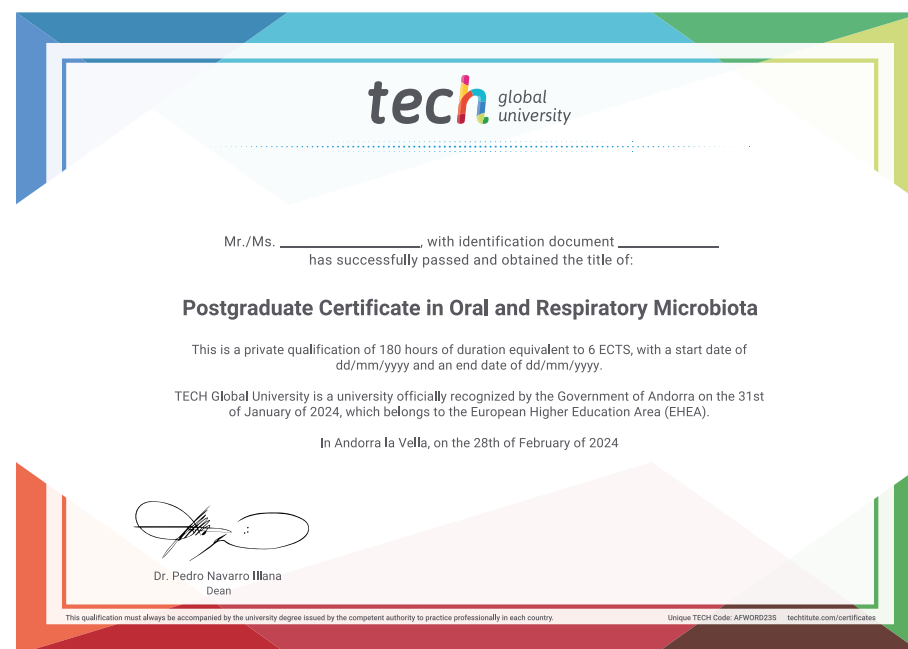 tech global university
Mr./Ms. ____________________, with identification document ______________
has successfully passed and obtained the title of:
Postgraduate Certificate in Oral and Respiratory Microbiota
This is a private qualification of 180 hours of duration equivalent to 6 ECTS, with a start date of
dd/mm/yyyy and an end date of dd/mm/yyyy.
TECH Global University is a university officially recognized by the Government of Andorra on the 31st
of January of 2024, which belongs to the European Higher Education Area (EHEA).
In Andorra la Vella, on the 28th of February of 2024
Dr. Pedro Navarro Illana
Dean
This qualification must always be accompanied by the university degree issued by the competent authority to practice professionally in each country. Unique TECH Code: AFWORD23S techtitute.com/certificates